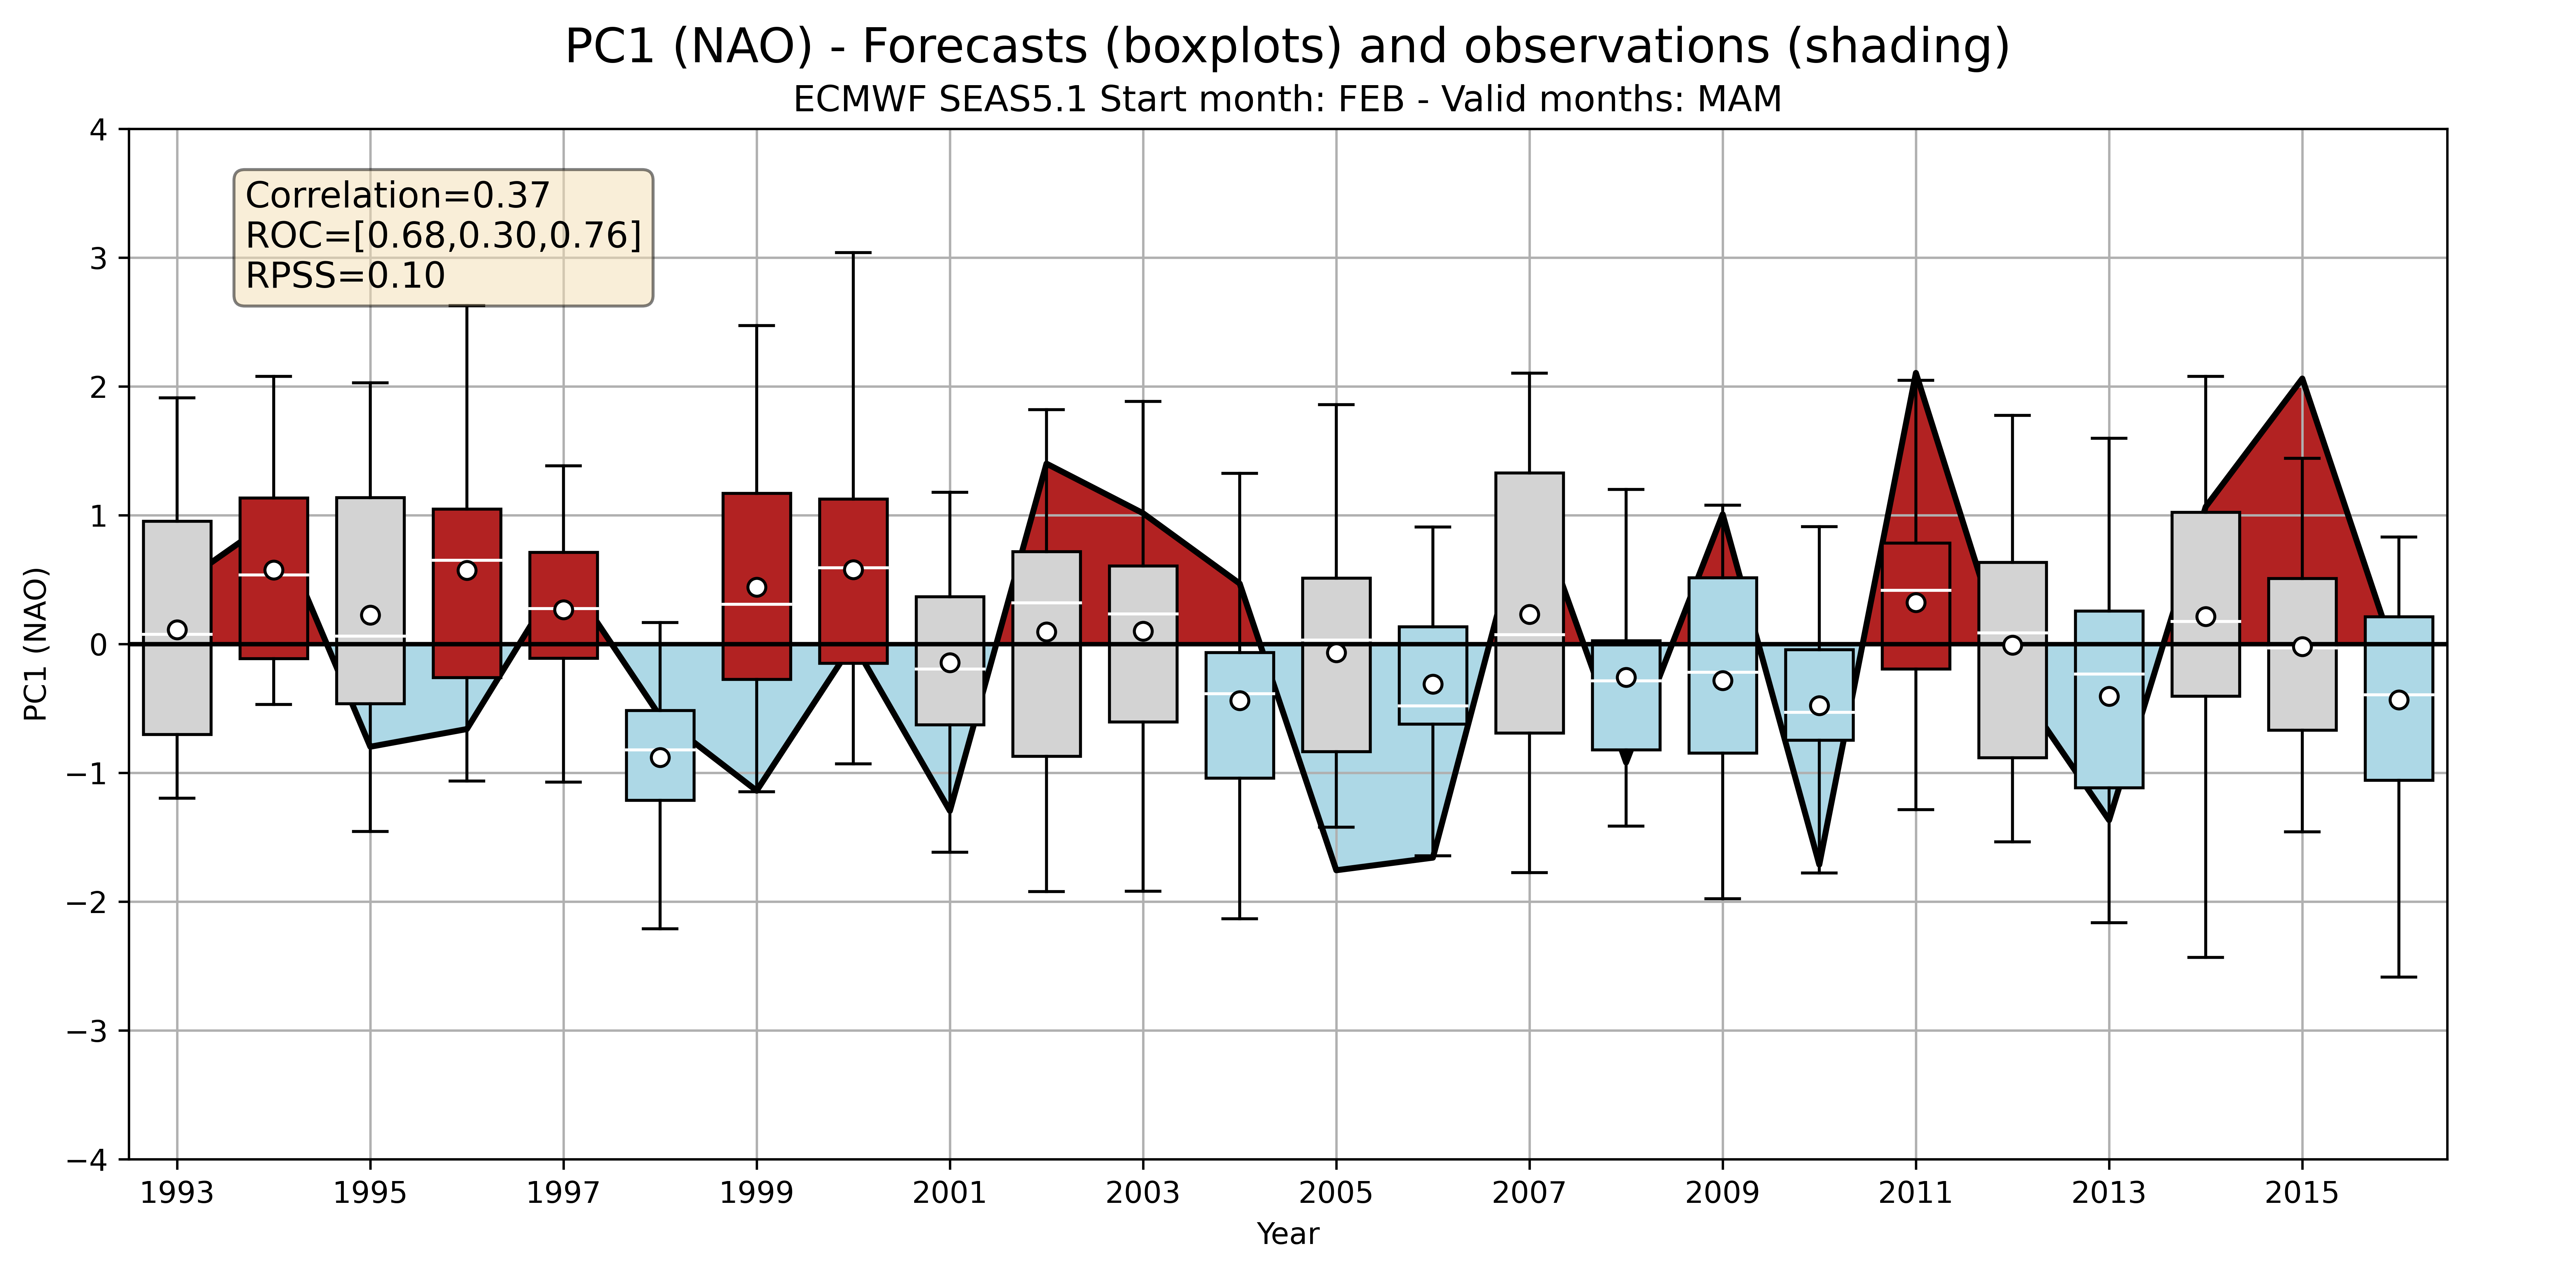 PC1 (NAO) - Forecasts (boxplots) and observations (shading)
ECMWF SEAS5.1 Start month: FEB - Valid months: MAM
Correlation=0.37
ROC=[0.68,0.30,0.76]
RPSS=0.10
PC1 (NAO)
4
3
2
1
0
−1
−2
−3
−4
1993 1995 1997 1999 2001 2003 2005 2007 2009 2011 2013 2015
Year